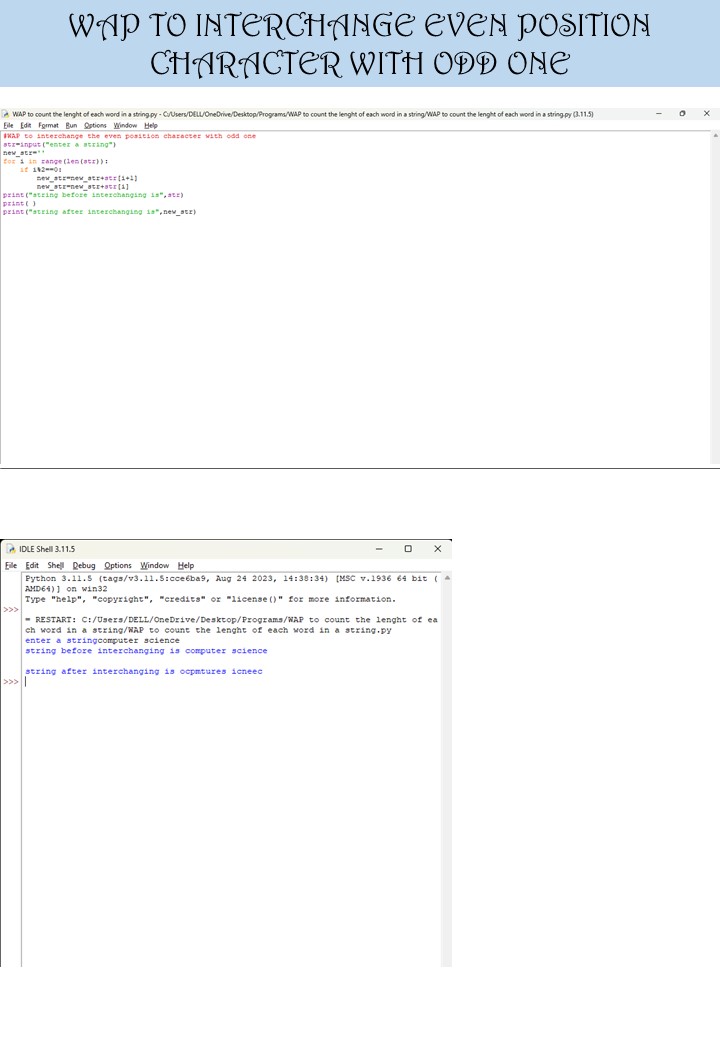 WAP TO INTERCHANGE EVEN POSITION
CHARACTER WITH ODD ONE
WAP to count the lenght of each word in a string.py - C:/Users/DELL/OneDrive/Desktop/Programs/WAP to count the lenght of each word in a string/WAP to count the lenght of each word in a string.py (3.11.5)
File Edit Format Run Options Window Help
#WAP to interchange the even position character with odd one
str=input("enter a string")
new_str=''
for i in range(len(str)):
    if i%2==0:
        new_str=new_str+str[i+1]
        new_str=new_str+str[i]
print("string before interchanging is",str)
print( )
print("string after interchanging is",new_str)
IDLE Shell 3.11.5
File Edit Shell Debug Options Window Help
Python 3.11.5 (tags/v3.11.5:cce6ba9, Aug 24 2023, 14:38:34) [MSC v.1936 64 bit (
AMD64)] on win32
Type "help", "copyright", "credits" or "license()" for more information.
>>>
= RESTART: C:/Users/DELL/OneDrive/Desktop/Programs/WAP to count the lenght of ea
ch word in a string/WAP to count the lenght of each word in a string.py
enter a stringcomputer science
string before interchanging is computer science
string after interchanging is ocpmtures icneec
>>>